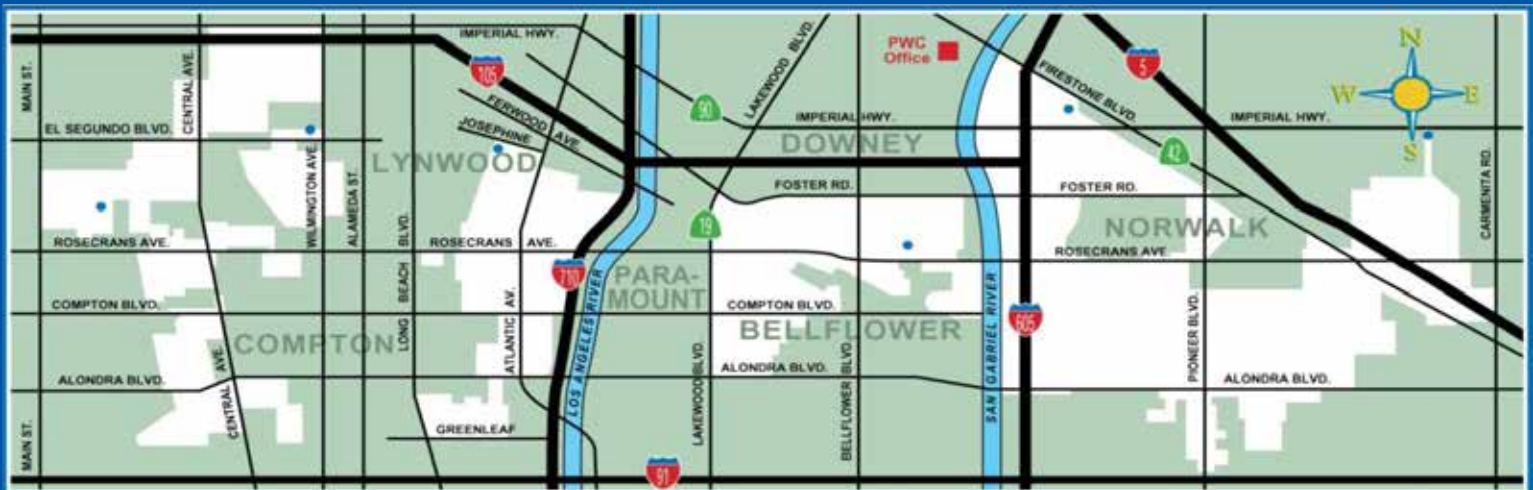 IMPERIAL HWY.
LAKEWOOD BLVD.
PWC
Office
N
MAIN ST.
CENTRAL AVE.
105
5
FIRESTONE BLVD.
W
E
FERWOOD AVE.
90
EL SEGUNDO BLVD.
JOSEPHINE
IMPERIAL HWY.
IMPERIAL HWY.
S
WILMINGTON AVE.
LYNWOOD
DOWNEY
42
ALAMEDA ST.
FOSTER RD.
FOSTER RD.
CARMENITA RD.
19
NORWALK
ROSECRANS AVE.
LONG BEACH BLVD.
ROSECRANS AVE.
ROSECRANS AVE.
710
PARA-
MOUNT
LOS ANGELES RIVER
COMPTON BLVD.
ATLANTIC AV.
COMPTON BLVD.
SAN GABRIEL RIVER
605
PIONEER BLVD.
COMPTON
BELLFLOWER
ALONDRA BLVD.
CENTRAL AVE.
ALONDRA BLVD.
ALONDRA BLVD.
LAKEWOOD BLVD.
BELLFLOWER BLVD.
MAIN ST.
GREENLEAF
91